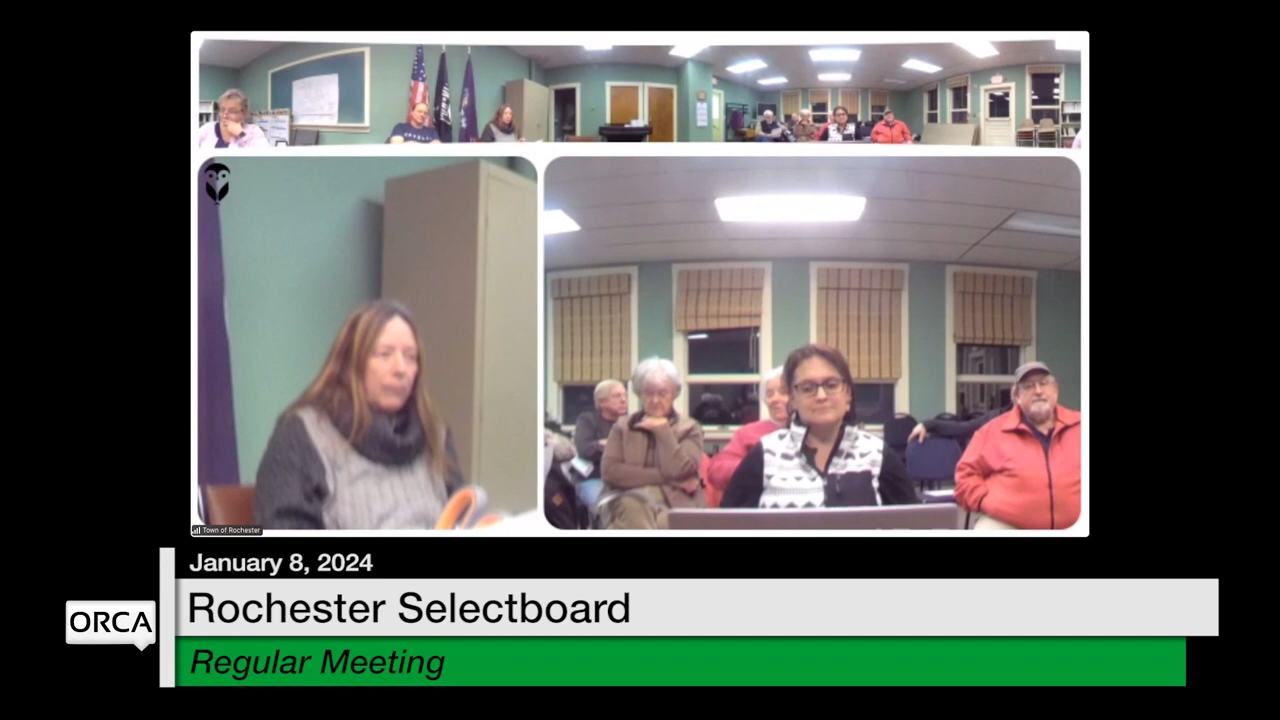 Town of Rochester
January 8, 2024
ORCA
Rochester Selectboard
Regular Meeting